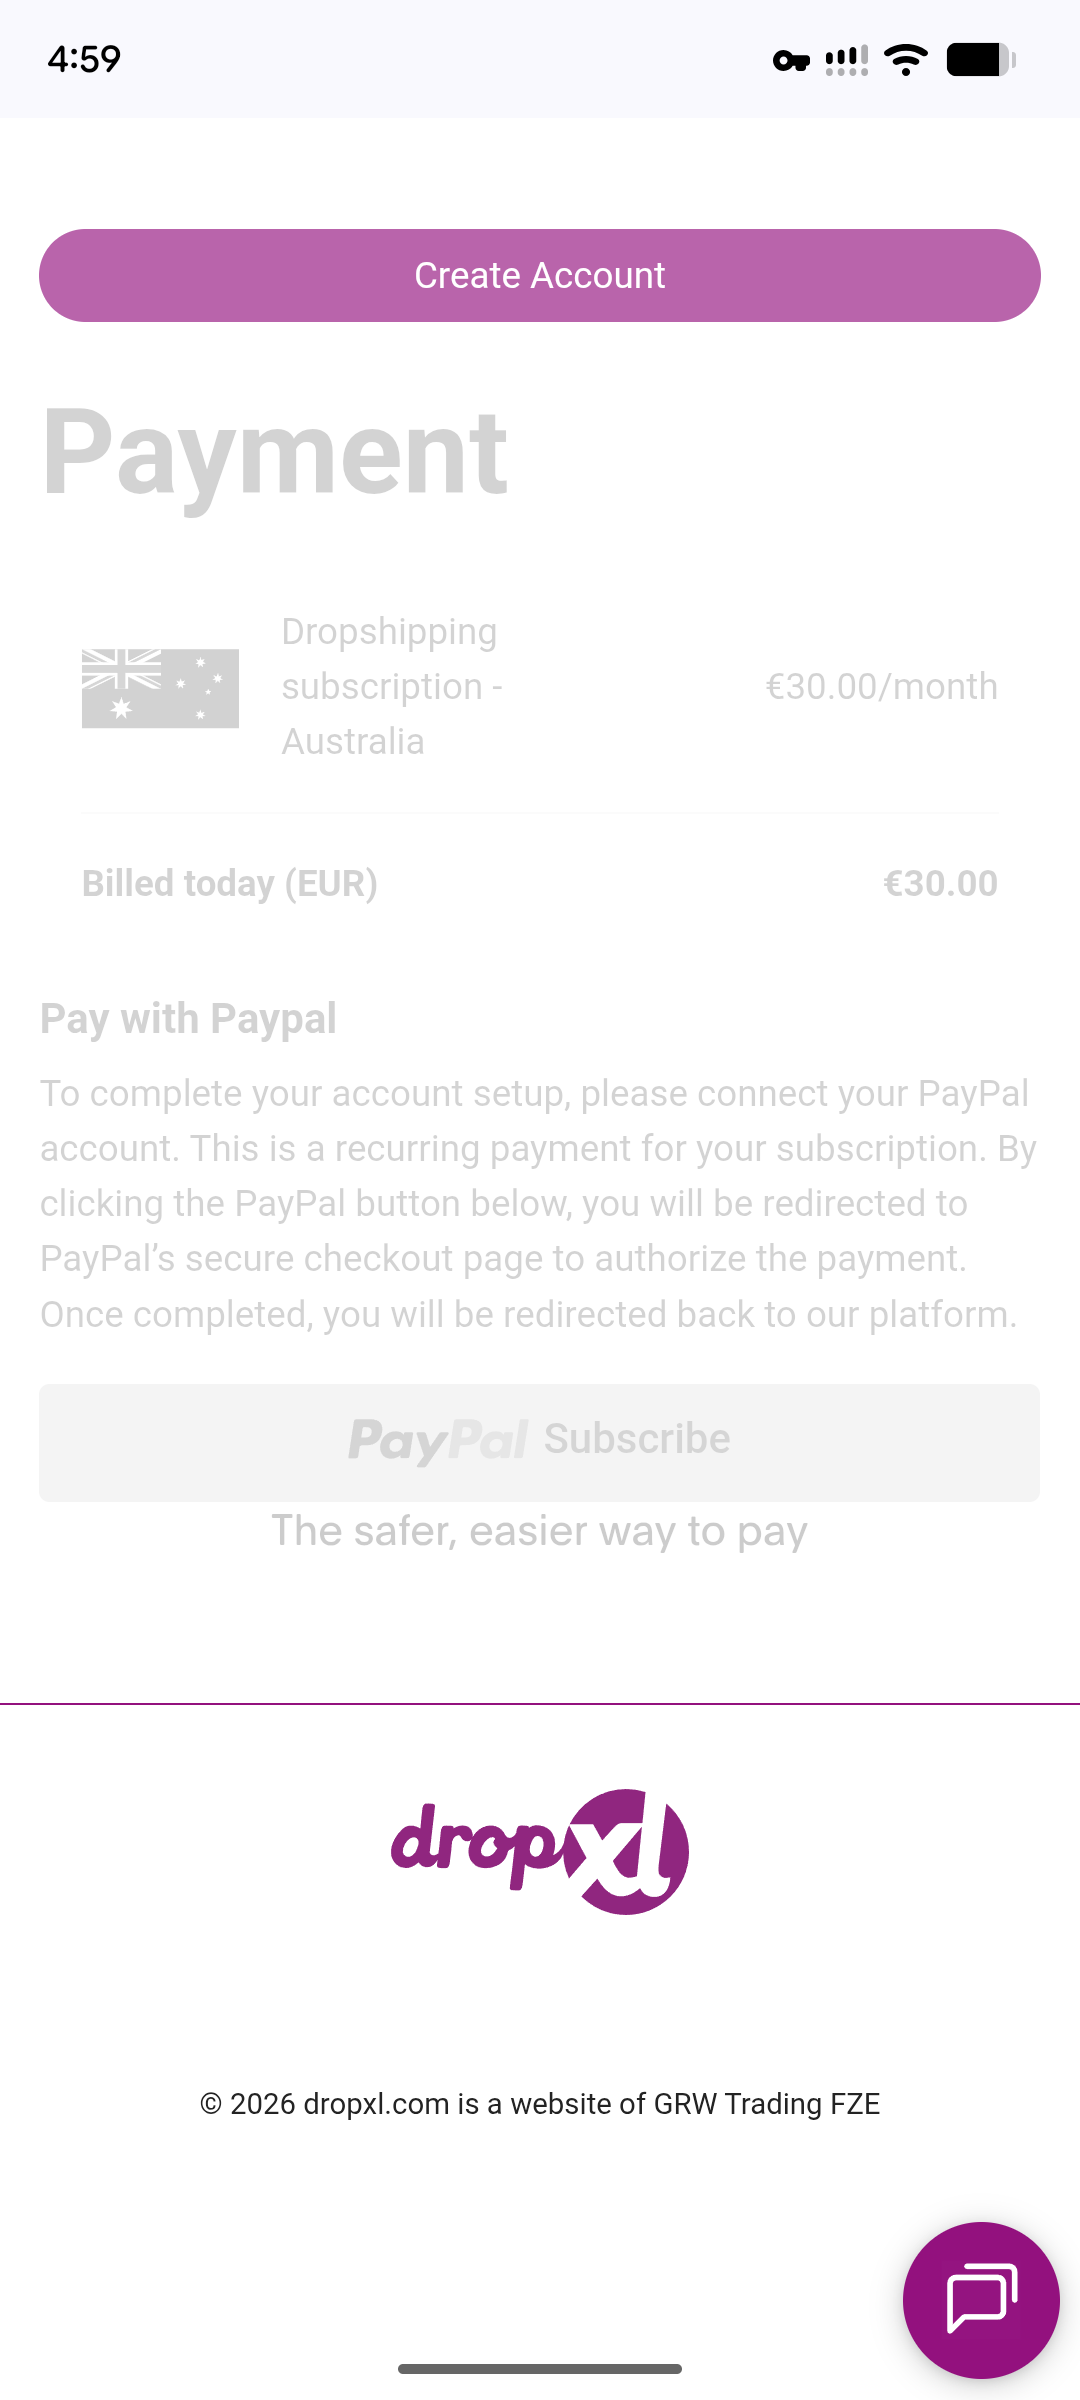 4:59
Create Account
Payment
Dropshipping
subscription -
Australia
€30.00/month
Billed today (EUR)
€30.00
Pay with Paypal
To complete your account setup, please connect your PayPal
account. This is a recurring payment for your subscription. By
clicking the PayPal button below, you will be redirected to
PayPal’s secure checkout page to authorize the payment.
Once completed, you will be redirected back to our platform.
PayPal Subscribe
The safer, easier way to pay
dropxl
© 2026 dropxl.com is a website of GRW Trading FZE